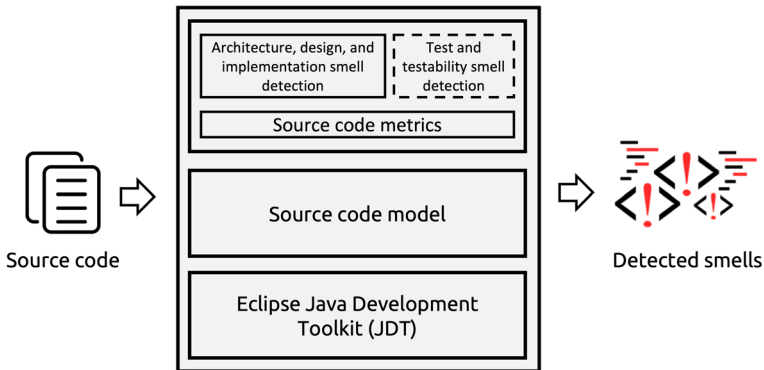 Architecture, design, and
implementation smell
detection
Test and
testability smell
detection
Source code metrics
Source code model
Eclipse Java Development
Toolkit (JDT)
Source code
Detected smells